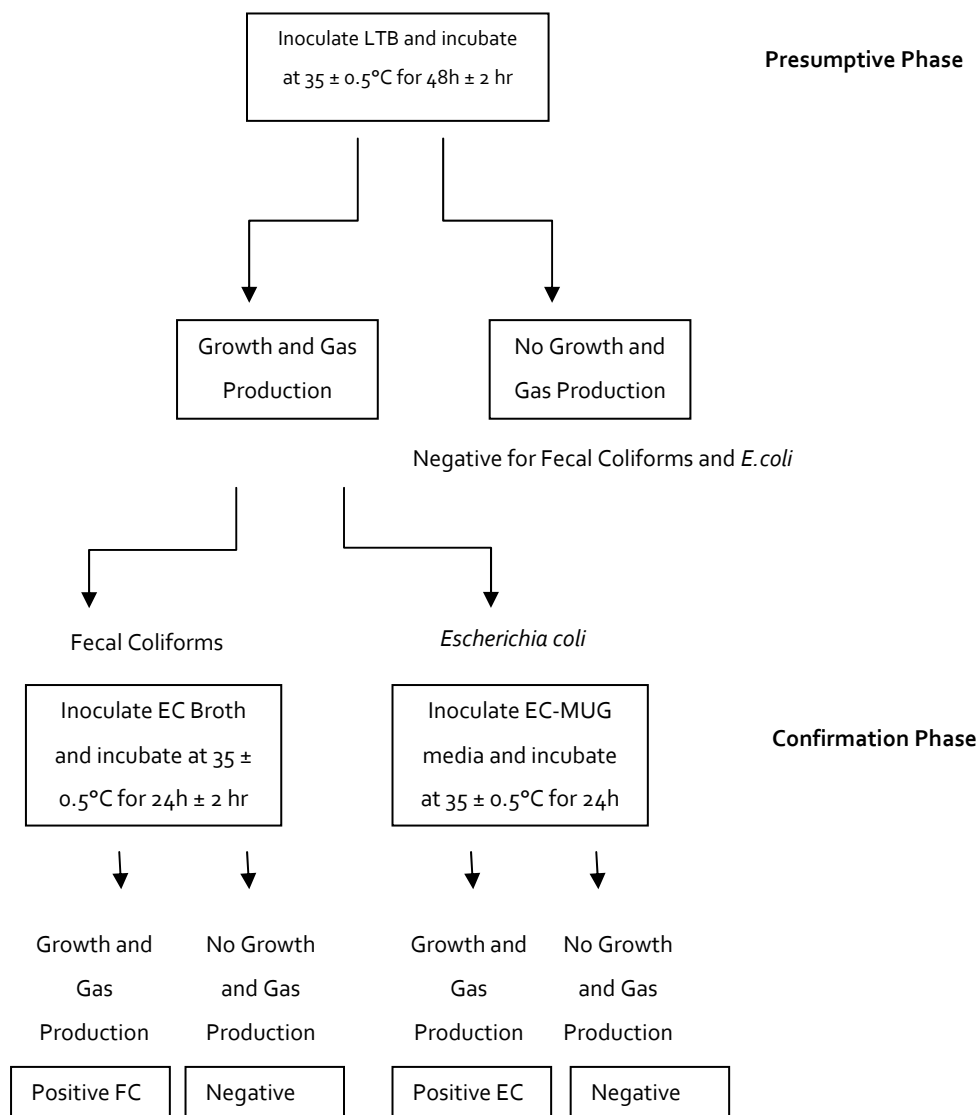 Inoculate LTB and incubate
at 35 ± 0.5°C for 48h ± 2 hr
Presumptive Phase
Growth and Gas
Production
No Growth and
Gas Production
Negative for Fecal Coliforms and E.coli
Fecal Coliforms
Escherichia coli
Inoculate EC Broth
and incubate at 35 ±
0.5°C for 24h ± 2 hr
Inoculate EC-MUG
media and incubate
at 35 ± 0.5°C for 24h
Confirmation Phase
Growth and
Gas
Production
No Growth
and Gas
Production
Growth and
Gas
Production
No Growth
and Gas
Production
Positive FC
Negative
Positive EC
Negative